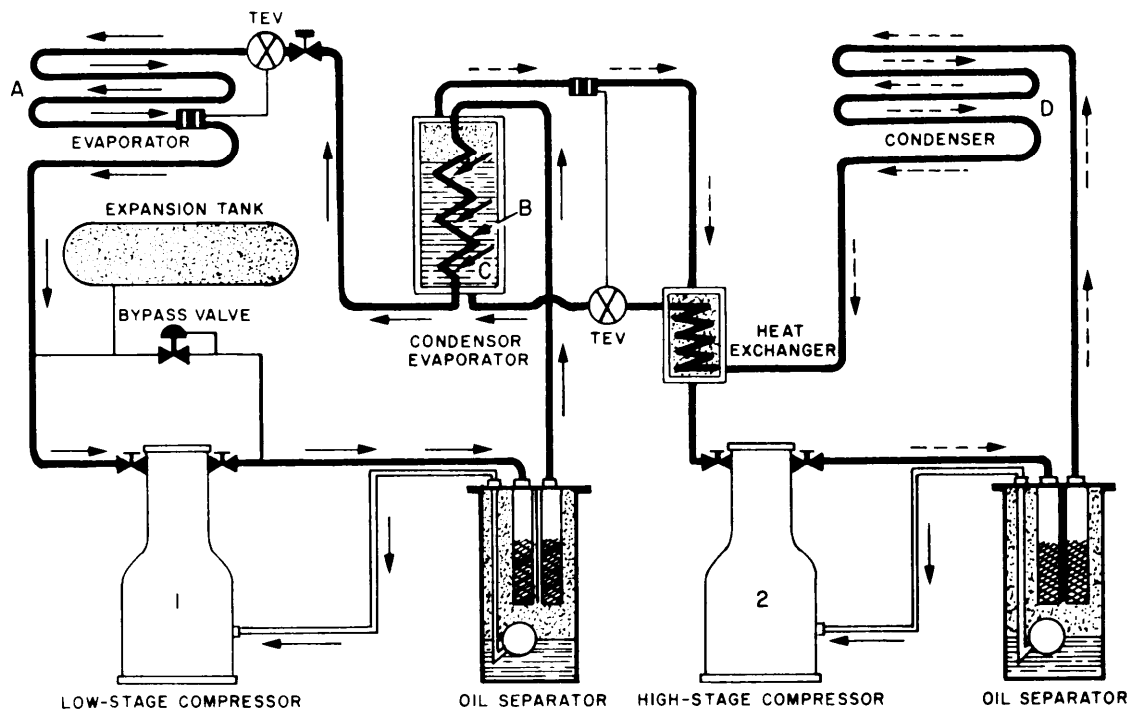 TEV
A
EVAPORATOR
EXPANSION TANK
BYPASS VALVE
B
C
CONDENSOR
EVAPORATOR
TEV
HEAT
EXCHANGER
D
CONDENSER
1
LOW-STAGE COMPRESSOR
OIL SEPARATOR
2
HIGH-STAGE COMPRESSOR
OIL SEPARATOR